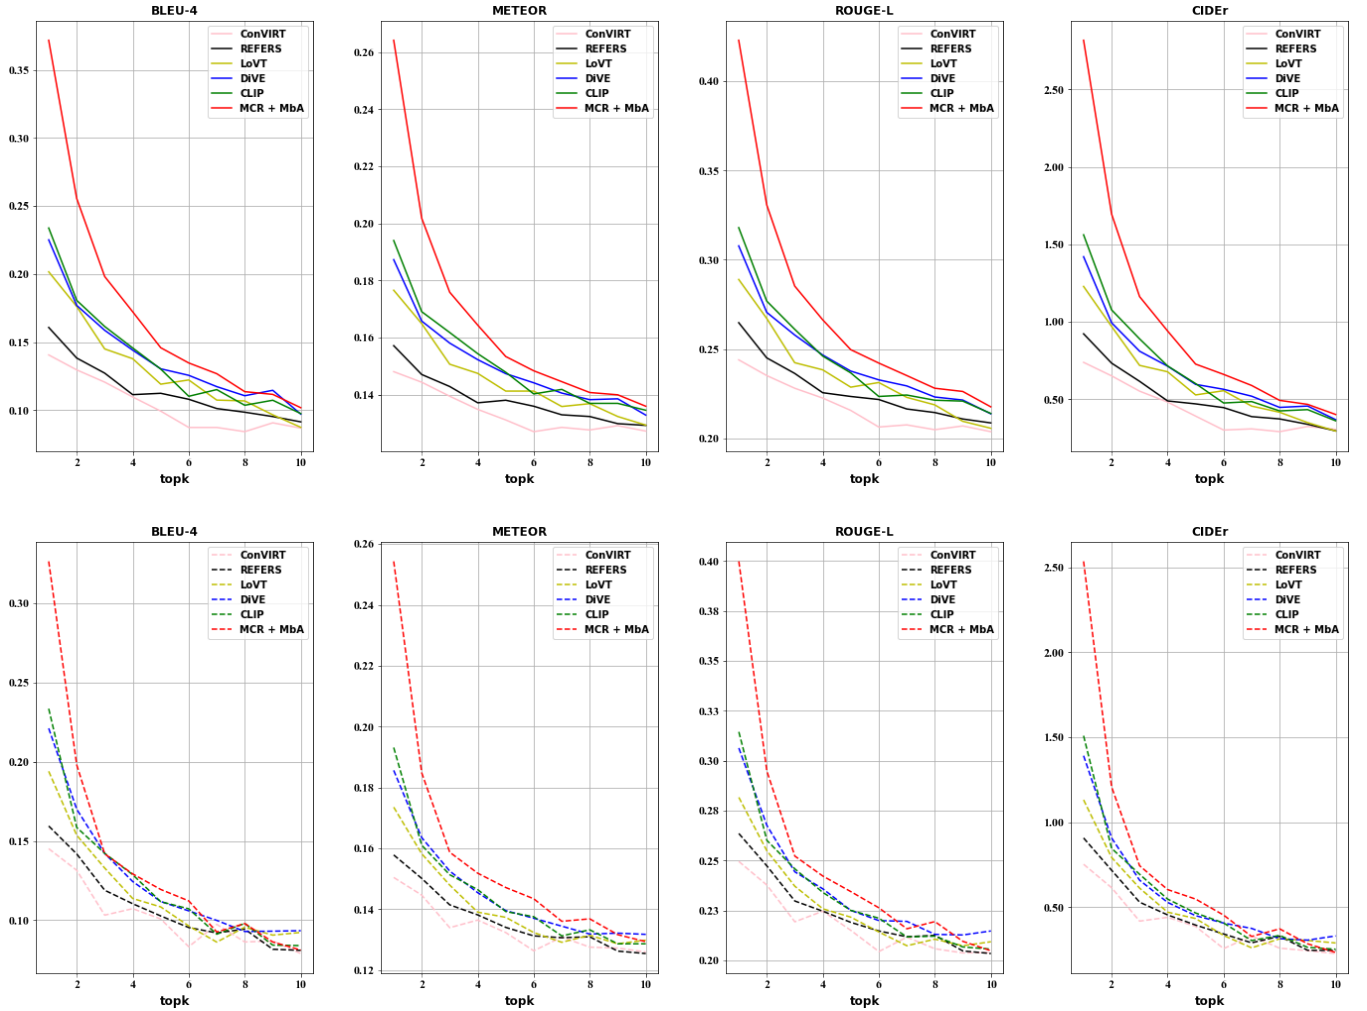 BLEU-4
0.35
0.30
0.25
0.20
0.15
0.10
2 4 6 8 10
topk
ConVIRT
REFERS
LoVT
DiVE
CLIP
MCR + MbA
METEOR
0.26
0.24
0.22
0.20
0.18
0.16
0.14
2 4 6 8 10
topk
ConVIRT
REFERS
LoVT
DiVE
CLIP
MCR + MbA
ROUGE-L
0.40
0.35
0.30
0.25
0.20
2 4 6 8 10
topk
ConVIRT
REFERS
LoVT
DiVE
CLIP
MCR + MbA
CIDEr
2.50
2.00
1.50
1.00
0.50
2 4 6 8 10
topk
ConVIRT
REFERS
LoVT
DiVE
CLIP
MCR + MbA
BLEU-4
0.30
0.25
0.20
0.15
0.10
2 4 6 8 10
topk
ConVIRT
REFERS
LoVT
DiVE
CLIP
MCR + MbA
METEOR
0.26
0.24
0.22
0.20
0.18
0.16
0.14
0.12
2 4 6 8 10
topk
ConVIRT
REFERS
LoVT
DiVE
CLIP
MCR + MbA
ROUGE-L
0.40
0.38
0.35
0.33
0.30
0.28
0.25
0.23
0.20
2 4 6 8 10
topk
ConVIRT
REFERS
LoVT
DiVE
CLIP
MCR + MbA
CIDEr
2.50
2.00
1.50
1.00
0.50
2 4 6 8 10
topk
ConVIRT
REFERS
LoVT
DiVE
CLIP
MCR + MbA